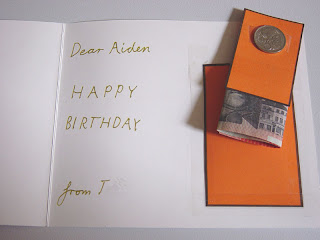 Dear Aiden
HAPPY
BIRTHDAY
from T